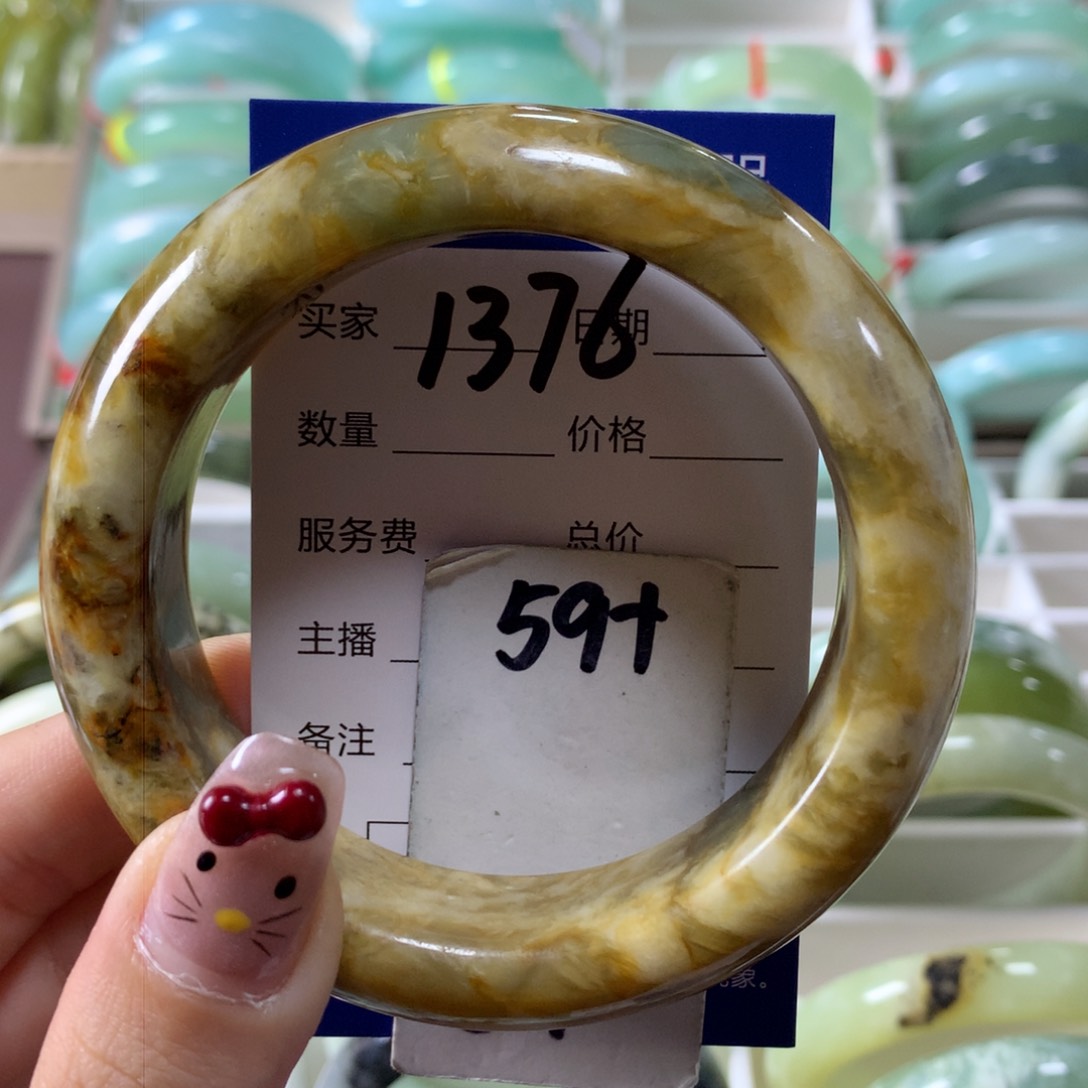 1376
买家 日期
数量 价格
服务费 总价
59+
主播
备注
家。